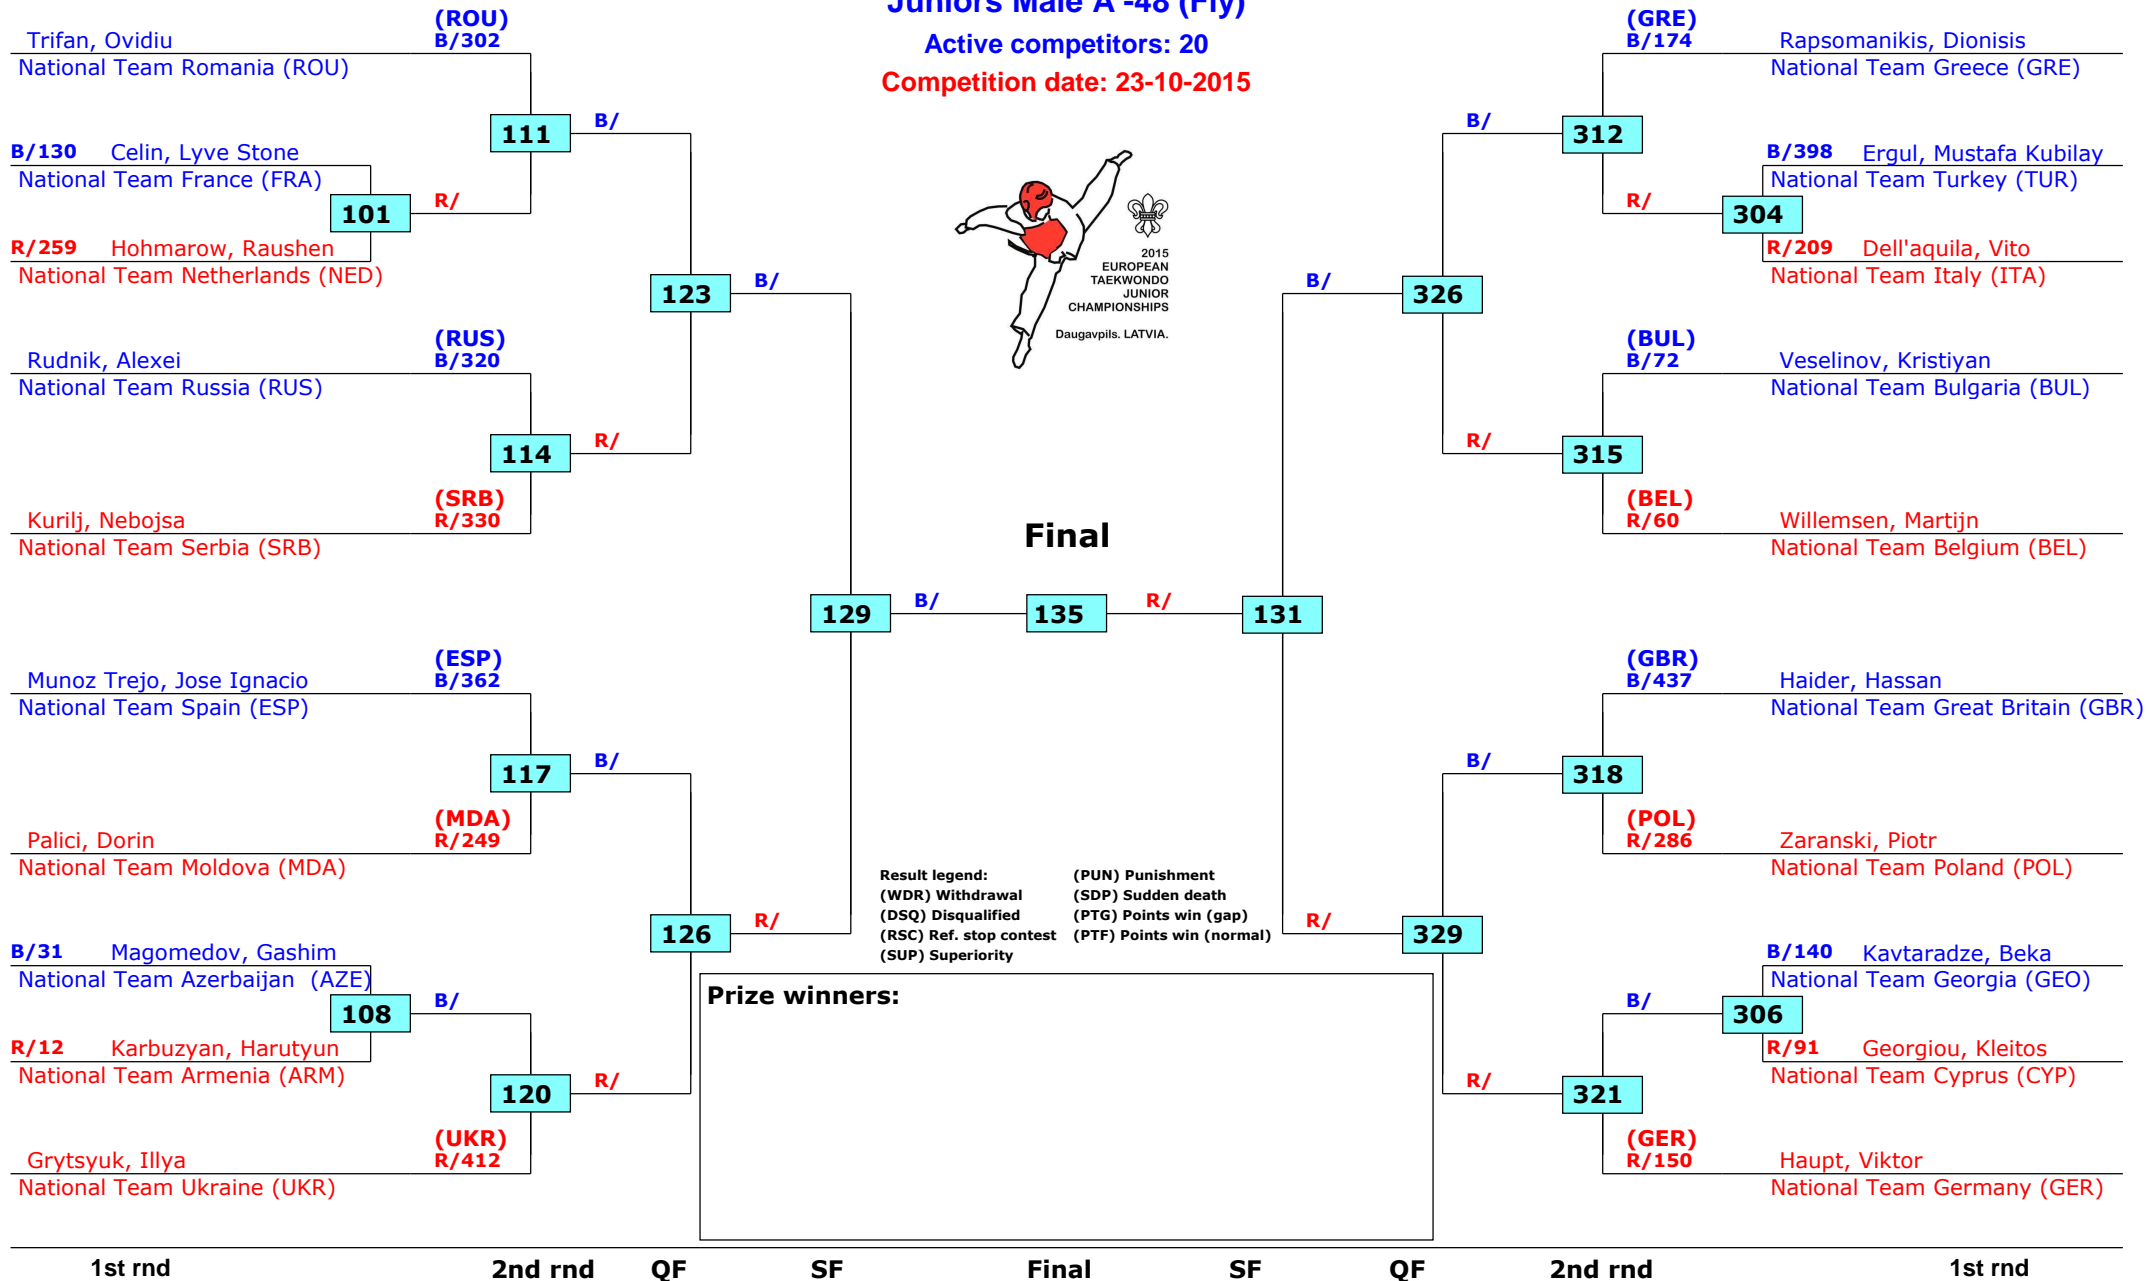 Juniors Male A -48 (Fly)
Active competitors: 20
Competition date: 23-10-2015
Trifan, Ovidiu
(ROU)
B/302
National Team Romania (ROU)
111
B/
B/130 Celin, Lyve Stone
National Team France (FRA)
101
R/
R/259 Hohmarow, Raushen
National Team Netherlands (NED)
123
B/
Rudnik, Alexei
(RUS)
B/320
National Team Russia (RUS)
114
R/
Kurilj, Nebojsa
(SRB)
R/330
National Team Serbia (SRB)
129
B/
Munoz Trejo, Jose Ignacio
(ESP)
B/362
National Team Spain (ESP)
117
B/
Palici, Dorin
(MDA)
R/249
National Team Moldova (MDA)
126
R/
B/31 Magomedov, Gashim
National Team Azerbaijan (AZE)
108
B/
R/12 Karbuzyan, Harutyun
National Team Armenia (ARM)
120
R/
Grytsyuk, Illya
(UKR)
R/412
National Team Ukraine (UKR)
2015
EUROPEAN
TAEKWONDO
JUNIOR
CHAMPIONSHIPS
Daugavpils. LATVIA.
Final
135
R/
131
(GRE)
B/174
Rapsomanikis, Dionisis
National Team Greece (GRE)
B/
312
B/398 Ergul, Mustafa Kubilay
National Team Turkey (TUR)
R/
304
R/209 Dell'aquila, Vito
National Team Italy (ITA)
B/
326
(BUL)
B/72
Veselinov, Kristiyan
National Team Bulgaria (BUL)
R/
315
(BEL)
R/60
Willemsen, Martijn
National Team Belgium (BEL)
(GBR)
B/437
Haider, Hassan
National Team Great Britain (GBR)
B/
318
(POL)
R/286
Zaranski, Piotr
National Team Poland (POL)
R/
329
B/140 Kavtaradze, Beka
National Team Georgia (GEO)
B/
306
R/91 Georgiou, Kleitos
National Team Cyprus (CYP)
R/
321
(GER)
R/150
Haupt, Viktor
National Team Germany (GER)
Result legend: (PUN) Punishment
(WDR) Withdrawal (SDP) Sudden death
(DSQ) Disqualified (PTG) Points win (gap)
(RSC) Ref. stop contest (PTF) Points win (normal)
(SUP) Superiority
Prize winners:
1st rnd 2nd rnd QF SF Final SF QF 2nd rnd 1st rnd